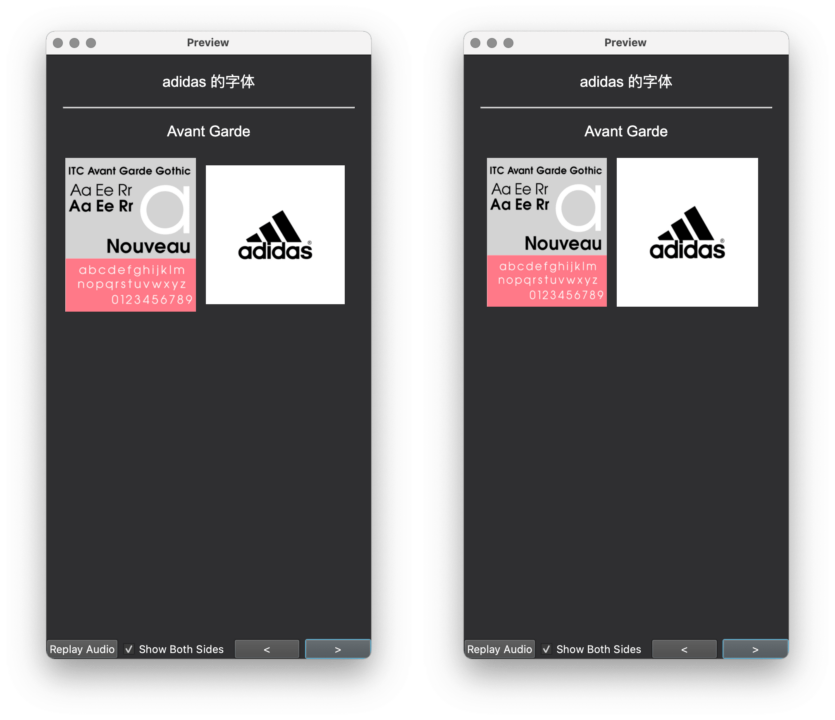 Preview
adidas 的字体
Avant Garde
ITC Avant Garde Gothic
Aa Ee Rr
Aa Ee Rr
a
Nouveau
abcdefghijklm
nopqrstuvwxyz
0123456789
adidas®
Replay Audio ✓ Show Both Sides < >
Preview
adidas 的字体
Avant Garde
ITC Avant Garde Gothic
Aa Ee Rr
Aa Ee Rr
a
Nouveau
abcdefghijklm
nopqrstuvwxyz
0123456789
adidas®
Replay Audio ✓ Show Both Sides < >